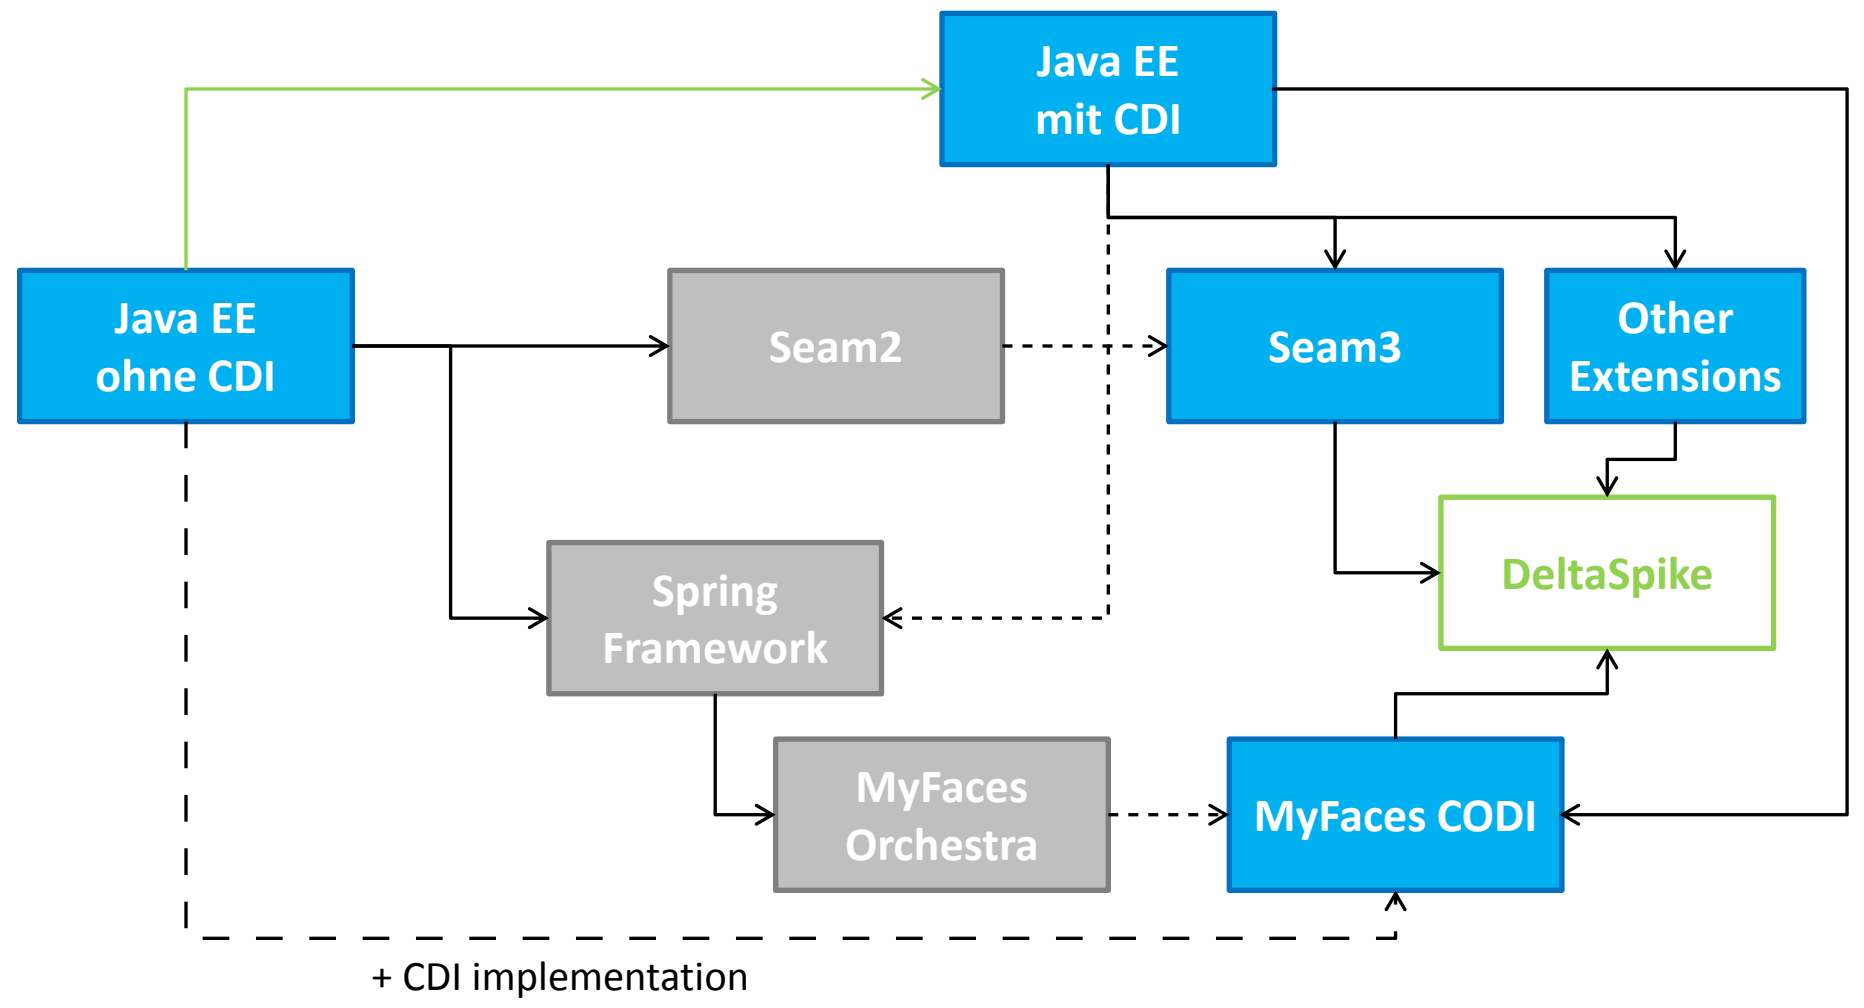 Java EE
mit CDI
Java EE
ohne CDI
Seam2
Seam3
Other
Extensions
DeltaSpike
Spring
Framework
MyFaces
Orchestra
MyFaces CODI
+ CDI implementation